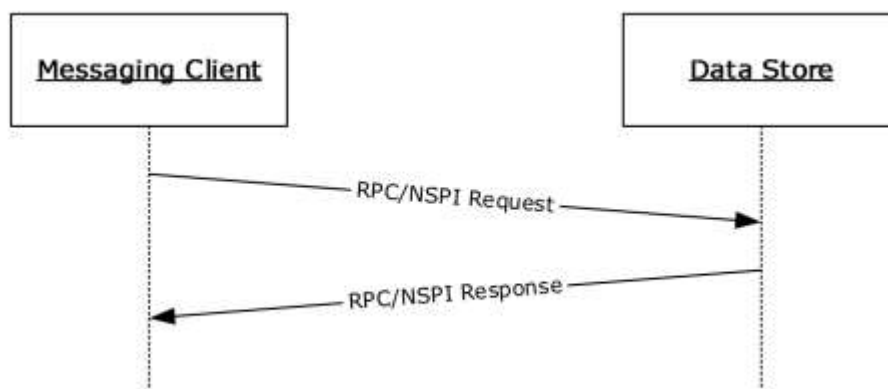 Messaging Client
Data Store
RPC/NSPI Request
RPC/NSPI Response